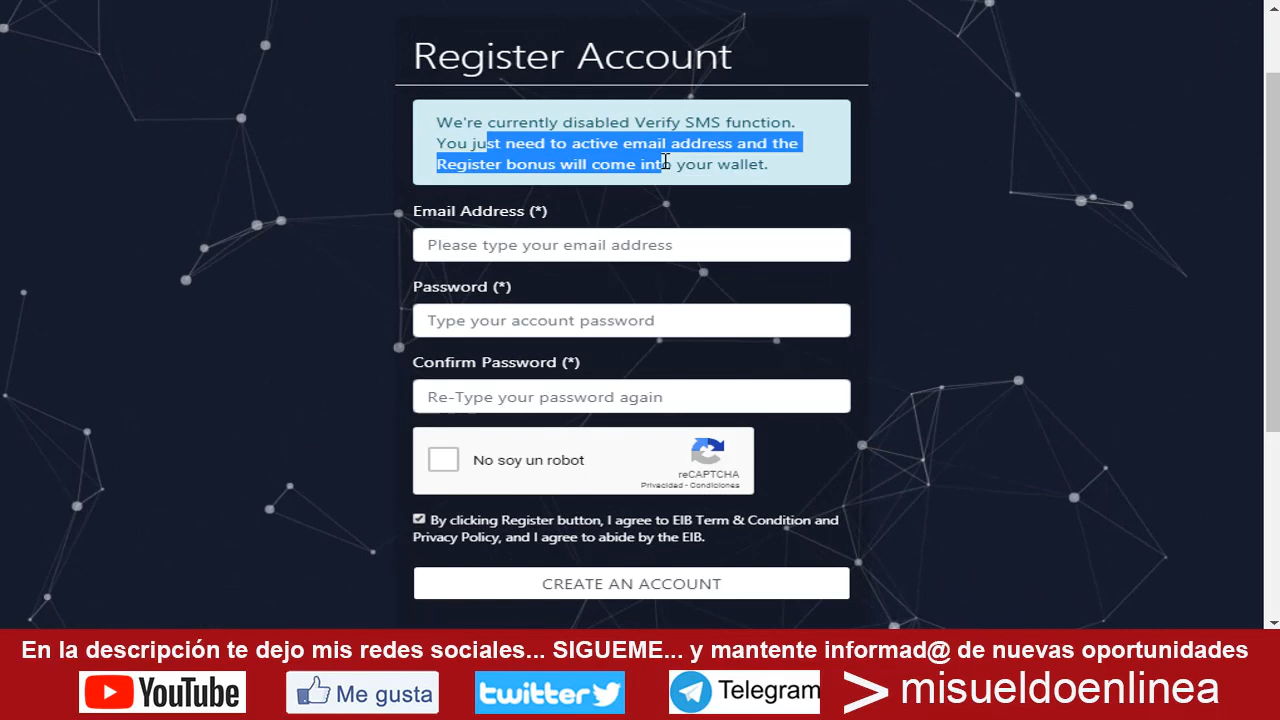 Register Account
We're currently disabled Verify SMS function.
You just need to active email address and the
Register bonus will come into your wallet.
Email Address (*)
Please type your email address
Password (*)
Type your account password
Confirm Password (*)
Re-Type your password again
No soy un robot
reCAPTCHA
Privacidad - Condiciones
By clicking Register button, I agree to EIB Term & Condition and
Privacy Policy, and I agree to abide by the EIB.
CREATE AN ACCOUNT
En la descripción te dejo mis redes sociales... SIGUEME... y mantente informad@ de nuevas oportunidades
YouTube Me gusta twitter Telegram > misueldoenlinea